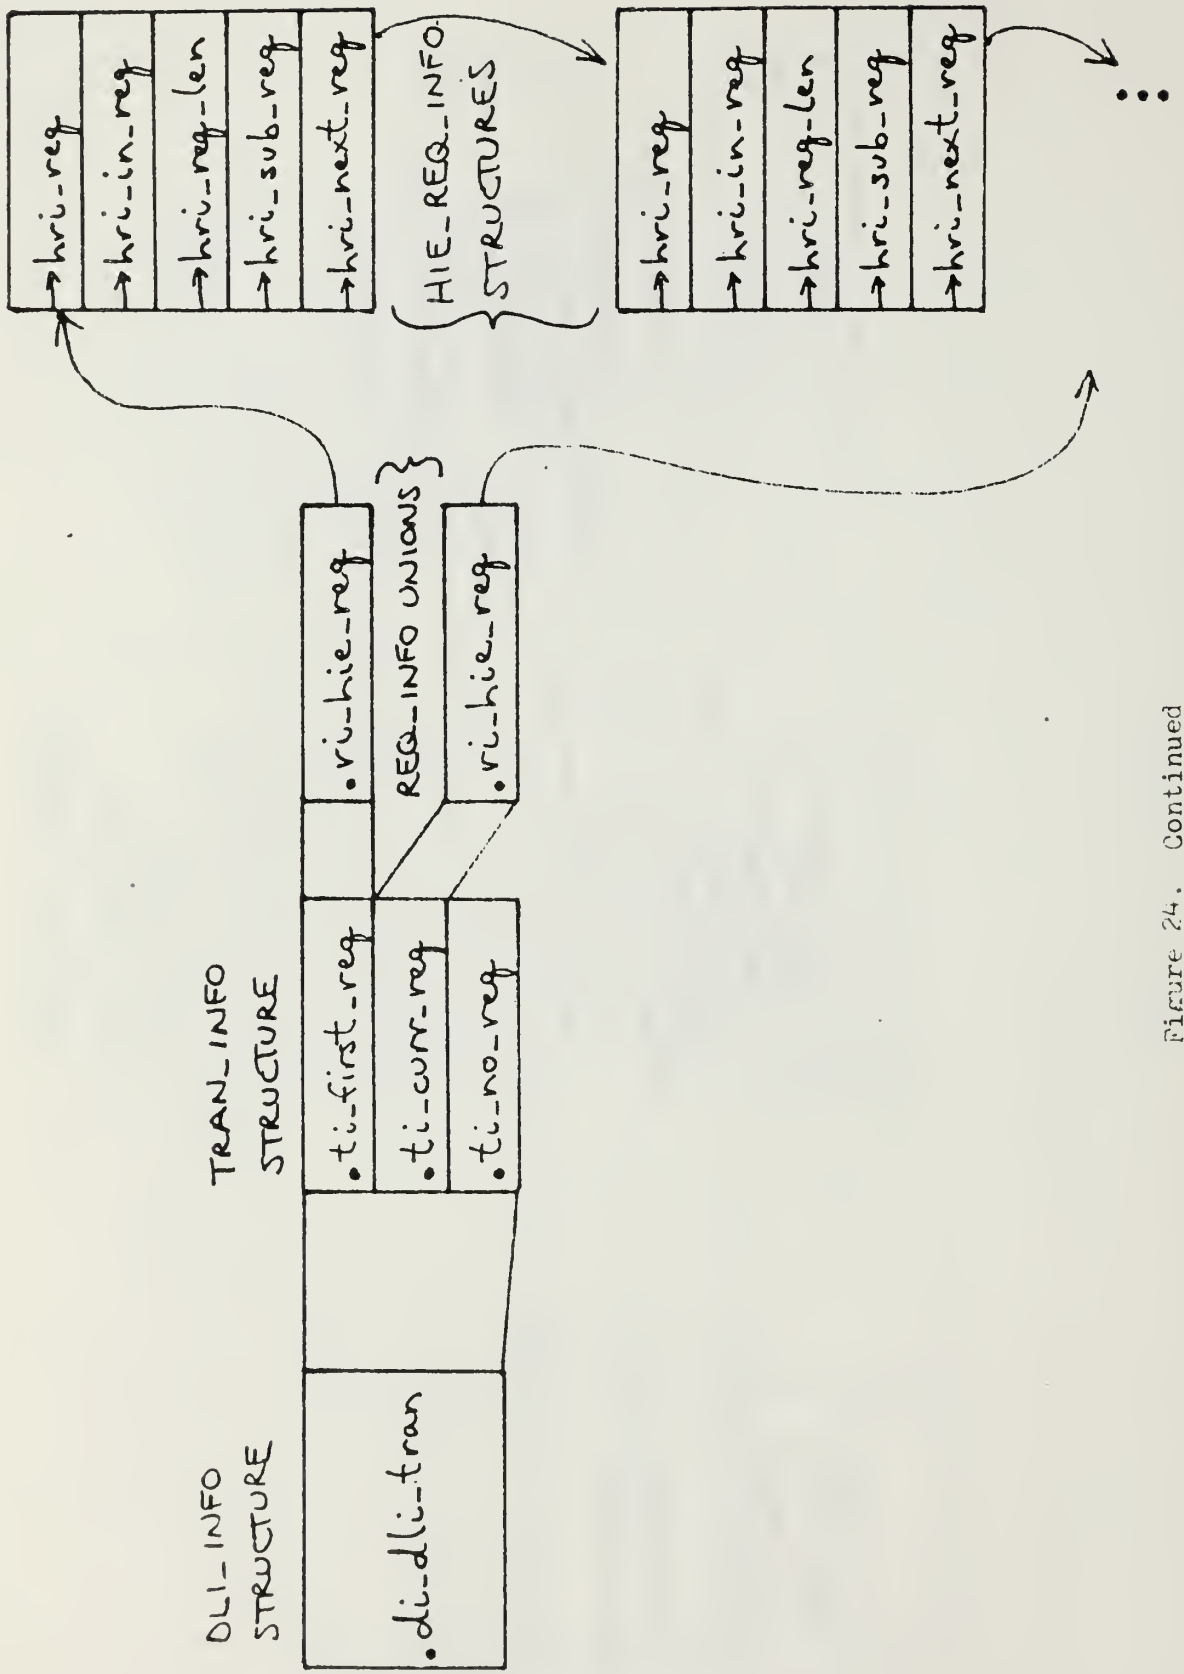 DLI_INFO
STRUCTURE
.di_dli_tran
TRAN_INFO
STRUCTURE
.ti_first_req
.ti_curr_req
.ti_no_req
.ri_hie_req
REQ_INFO UNIONS
.ri_hie_req
→hri_req
→hri_in_req
→hri_req_len
→hri_sub_req
→hri_next_req
HIE_REQ_INFO
STRUCTURES
→hri_req
→hri_in_req
→hri_req_len
→hri_sub_req
→hri_next_req
...
Figure 24. Continued